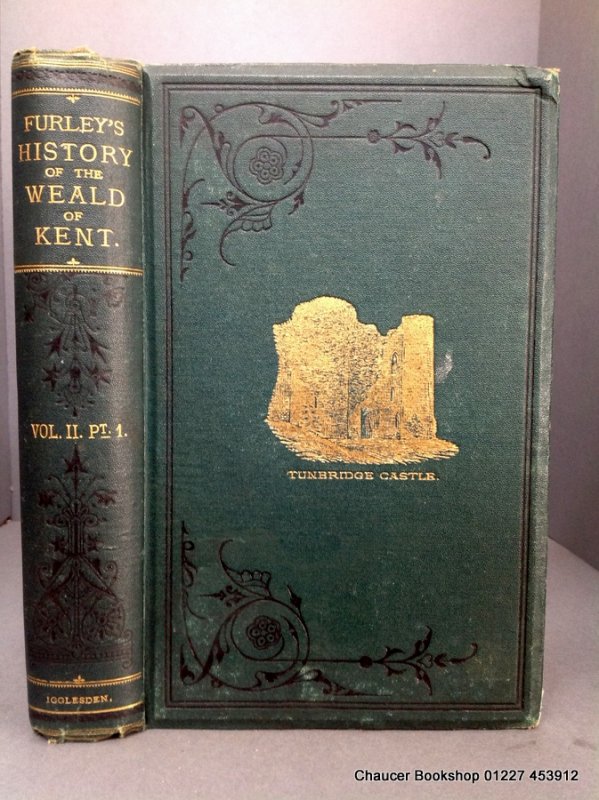 FURLEY'S
HISTORY
OF THE
WEALD
OF
KENT.
VOL. II. PT. 1.
IGGLESDEN.
TUNBRIDGE CASTLE.
Chaucer Bookshop 01227 453912